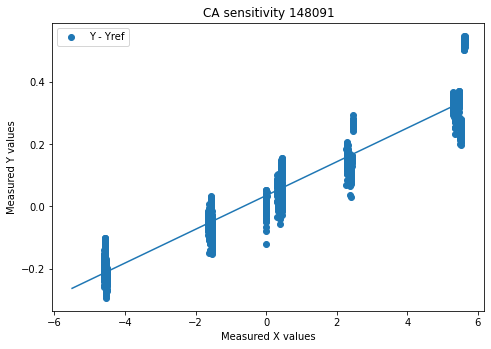 CA sensitivity 148091
Y - Yref
Measured Y values
0.4
0.2
0.0
−0.2
−6 −4 −2 0 2 4 6
Measured X values